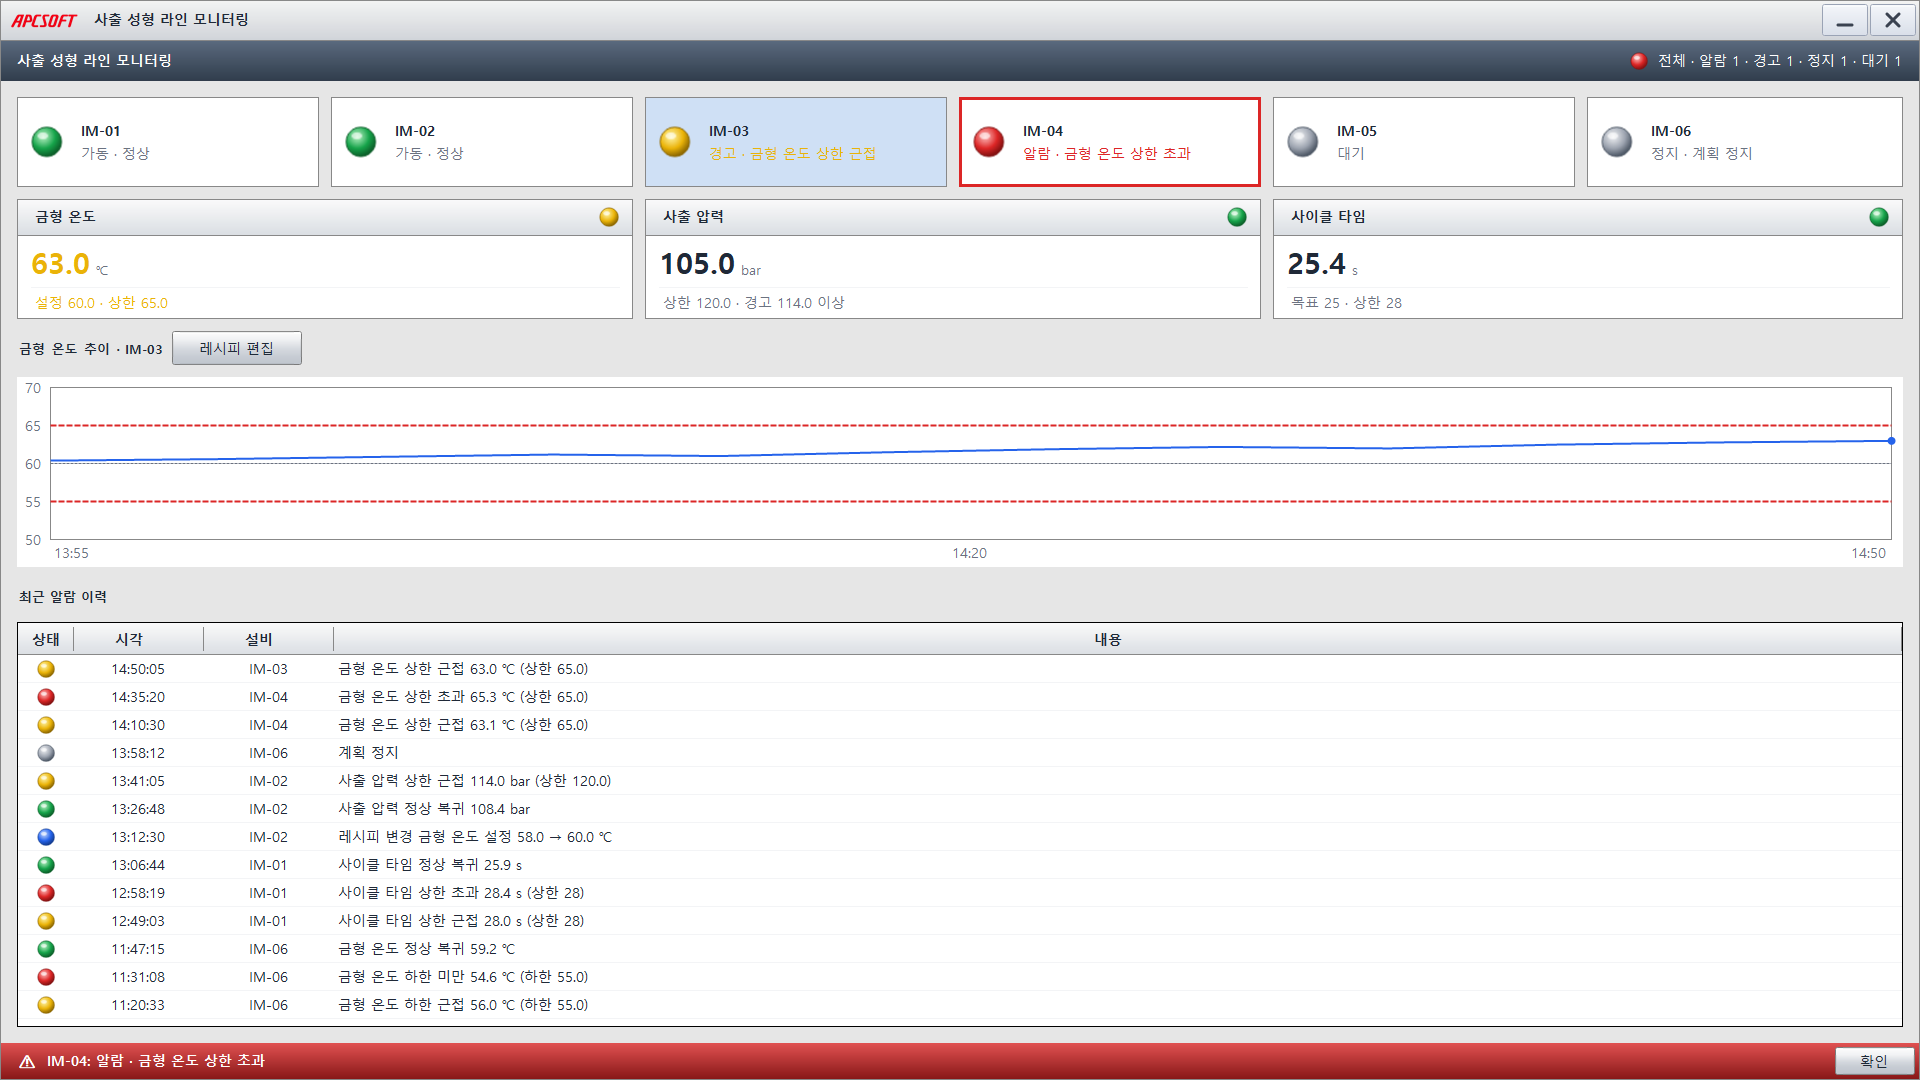 APCSOFT 사출 성형 라인 모니터링
사출 성형 라인 모니터링
전체 · 알람 1 · 경고 1 · 정지 1 · 대기 1
IM-01
가동 · 정상
IM-02
가동 · 정상
IM-03
경고 · 금형 온도 상한 근접
IM-04
알람 · 금형 온도 상한 초과
IM-05
대기
IM-06
정지 · 계획 정지
금형 온도
63.0 ℃
설정 60.0 · 상한 65.0
사출 압력
105.0 bar
상한 120.0 · 경고 114.0 이상
사이클 타임
25.4 s
목표 25 · 상한 28
금형 온도 추이 · IM-03
레시피 편집
70
65
60
55
50
13:55
14:20
14:50
최근 알람 이력
상태 시각 설비 내용
14:50:05 IM-03 금형 온도 상한 근접 63.0 ℃ (상한 65.0)
14:35:20 IM-04 금형 온도 상한 초과 65.3 ℃ (상한 65.0)
14:10:30 IM-04 금형 온도 상한 근접 63.1 ℃ (상한 65.0)
13:58:12 IM-06 계획 정지
13:41:05 IM-02 사출 압력 상한 근접 114.0 bar (상한 120.0)
13:26:48 IM-02 사출 압력 정상 복귀 108.4 bar
13:12:30 IM-02 레시피 변경 금형 온도 설정 58.0 → 60.0 ℃
13:06:44 IM-01 사이클 타임 정상 복귀 25.9 s
12:58:19 IM-01 사이클 타임 상한 초과 28.4 s (상한 28)
12:49:03 IM-01 사이클 타임 상한 근접 28.0 s (상한 28)
11:47:15 IM-06 금형 온도 정상 복귀 59.2 ℃
11:31:08 IM-06 금형 온도 하한 미만 54.6 ℃ (하한 55.0)
11:20:33 IM-06 금형 온도 하한 근접 56.0 ℃ (하한 55.0)
IM-04: 알람 · 금형 온도 상한 초과
확인